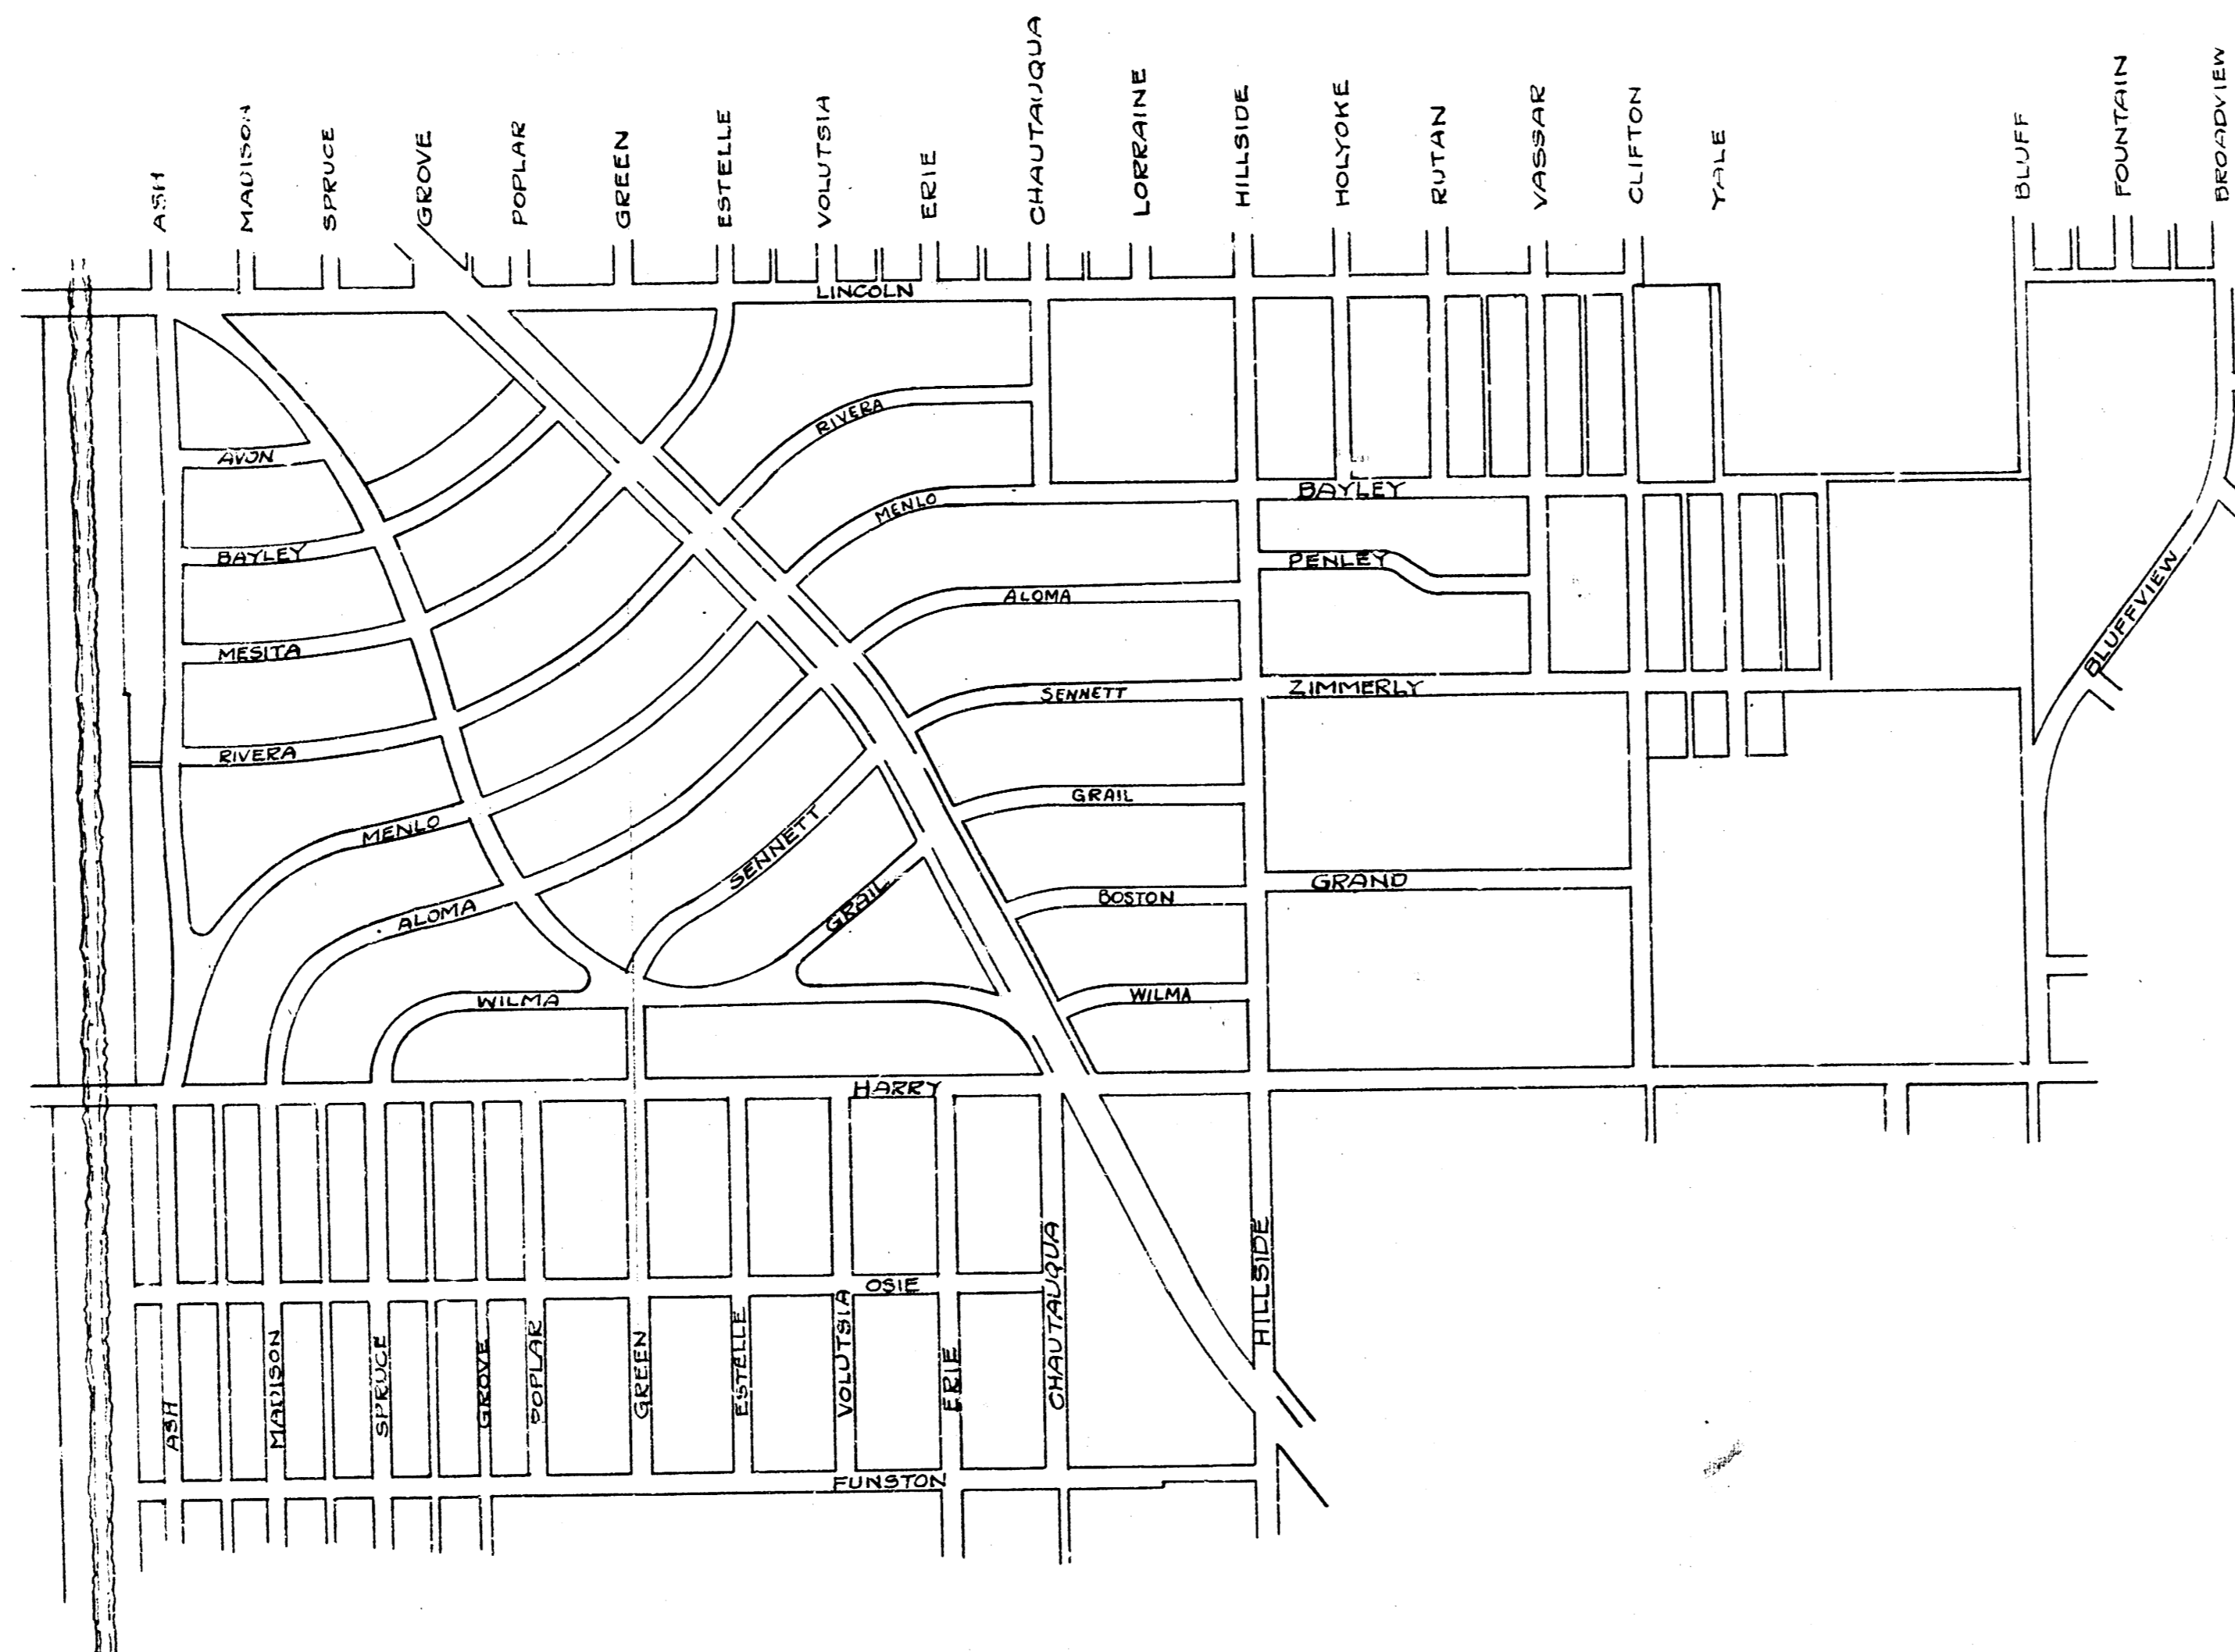 ASH
MADISON
SPRUCE
GROVE
POPLAR
GREEN
ESTELLE
VOLUTSIA
ERIE
CHAUTAUQUA
LORRAINE
HILLSIDE
HOLYOKE
RUTAN
VASSAR
CLIFTON
YALE
BLUFF
FOUNTAIN
BROADVIEW
LINCOLN
RIVERA
AVON
MENLO
BAYLEY
BAYLEY
PENLEY
ALOMA
BLUFFVIEW
MESITA
SENNETT
ZIMMERLY
RIVERA
GRAIL
MENLO
SENNETT
GRAND
GRAIL
BOSTON
ALOMA
WILMA
WILMA
HARRY
OSIE
ASH
MADISON
SPRUCE
GROVE
POPLAR
GREEN
ESTELLE
VOLUTSIA
ERIE
CHAUTAUQUA
HILLSIDE
FUNSTON